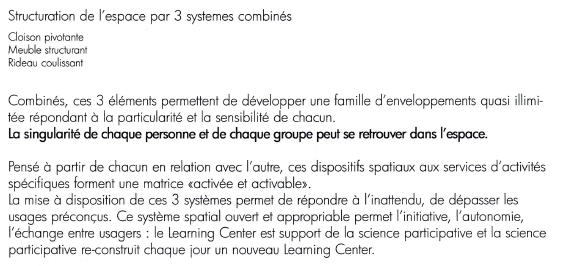 Structuration de l'espace par 3 systemes combinés
Cloison pivotante
Meuble structurant
Rideau coulissant
Combinés, ces 3 éléments permettent de développer une famille d'enveloppements quasi illimi-
tée répondant à la particularité et la sensibilité de chacun.
La singularité de chaque personne et de chaque groupe peut se retrouver dans l'espace.
Pensé à partir de chacun en relation avec l'autre, ces dispositifs spatiaux aux services d'activités
spécifiques forment une matrice «activée et activable».
La mise à disposition de ces 3 systèmes permet de répondre à l'inattendu, de dépasser les
usages préconçus. Ce système spatial ouvert et appropriable permet l'initiative, l'autonomie,
l'échange entre usagers : le Learning Center est support de la science participative et la science
participative re-construit chaque jour un nouveau Learning Center.